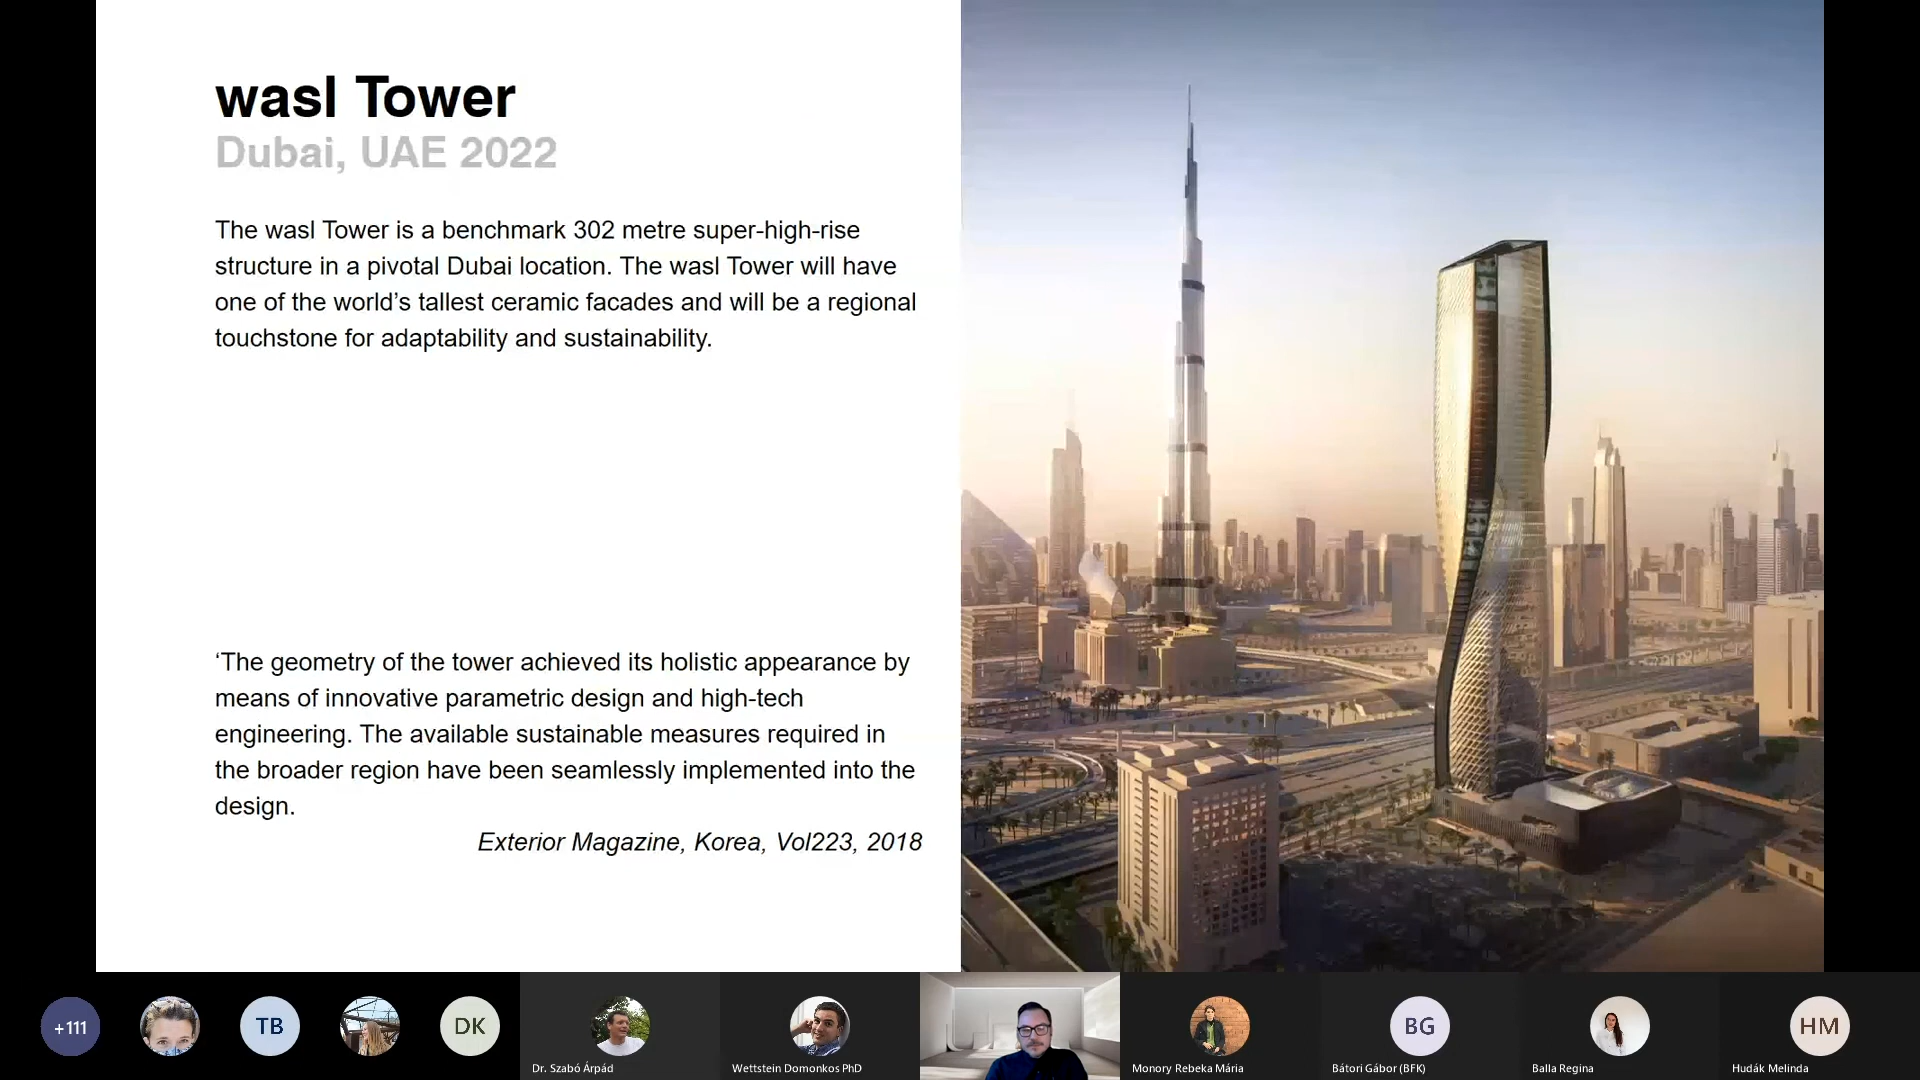 wasl Tower
Dubai, UAE 2022
The wasl Tower is a benchmark 302 metre super-high-rise
structure in a pivotal Dubai location. The wasl Tower will have
one of the world’s tallest ceramic facades and will be a regional
touchstone for adaptability and sustainability.
‘The geometry of the tower achieved its holistic appearance by
means of innovative parametric design and high-tech
engineering. The available sustainable measures required in
the broader region have been seamlessly implemented into the
design.
Exterior Magazine, Korea, Vol223, 2018
+111
TB
DK
Dr. Szabó Árpád
Wettstein Domonkos PhD
Monory Rebeka Mária
BG
Bátori Gábor (BFK)
Balla Regina
HM
Hudák Melinda